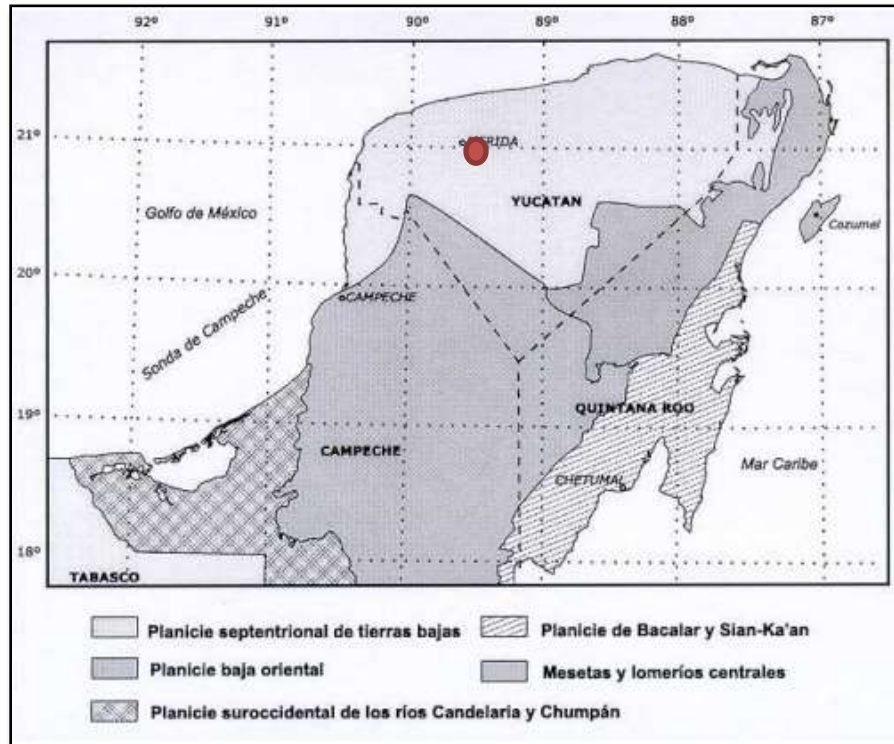 92º 91º 90º 89º 88º 87º
21º
MERIDA
YUCATAN
Golfo de México
Cozumel
20º
CAMPECHE
Sonda de Campeche
19º
QUINTANA ROO
CAMPECHE
Mar Caribe
CHETUMAL
18º
TABASCO
Planicie septentrional de tierras bajas
Planicie de Bacalar y Sian-Ka'an
Planicie baja oriental
Mesetas y lomeríos centrales
Planicie suroccidental de los ríos Candelaria y Chumpán